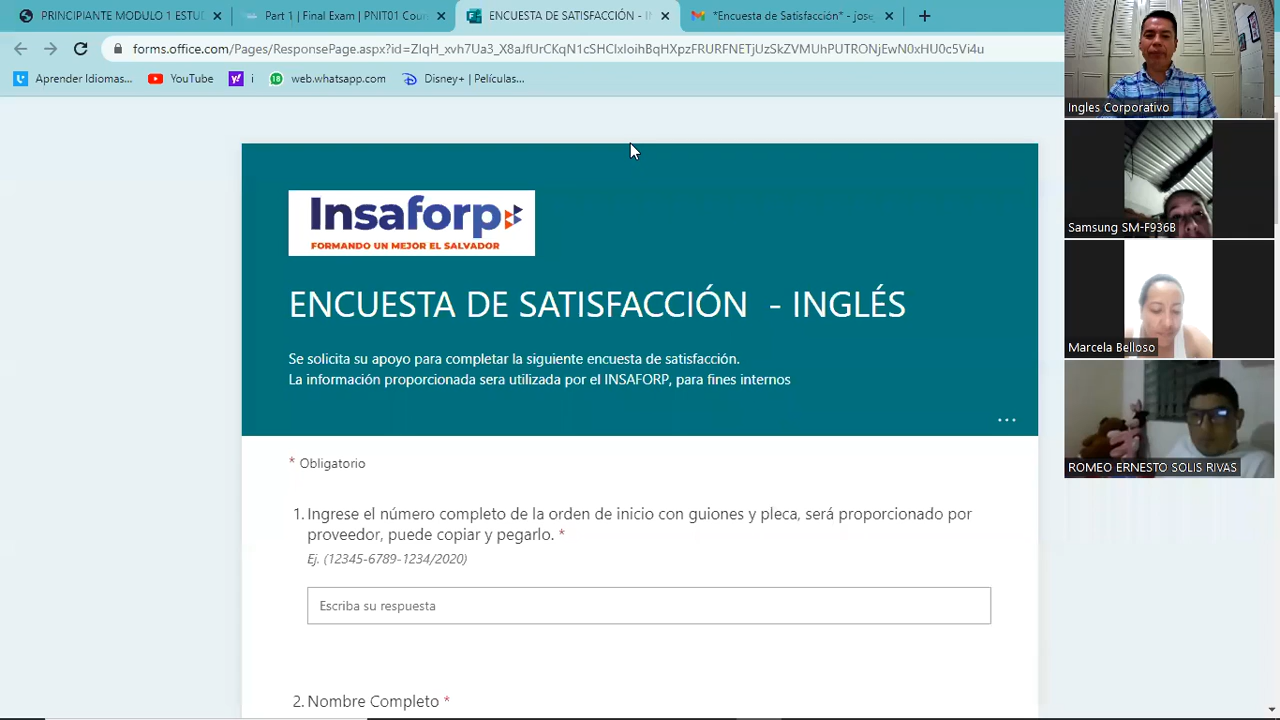 PRINCIPIANTE MODULO 1 ESTU
Part 1 | Final Exam | PNIT01 Cour
ENCUESTA DE SATISFACCIÓN - IN
*Encuesta de Satisfacción* - jose
forms.office.com/Pages/ResponsePage.aspx?id=
Aprender Idiomas...
YouTube
i
web.whatsapp.com
Disney+ | Películas,...
Insaforp
FORMANDO UN MEJOR EL SALVADOR
ENCUESTA DE SATISFACCIÓN - INGLÉS
Se solicita su apoyo para completar la siguiente encuesta de satisfacción.
La información proporcionada sera utilizada por el INSAFORP, para fines internos
* Obligatorio
1. Ingrese el número completo de la orden de inicio con guiones y pleca, será proporcionado por
proveedor, puede copiar y pegarlo. *
Ej. (12345-6789-1234/2020)
Escriba su respuesta
2. Nombre Completo *
Ingles Corporativo
Samsung SM-F936B
Marcela Belloso
ROMEO ERNESTO SOLIS RIVAS